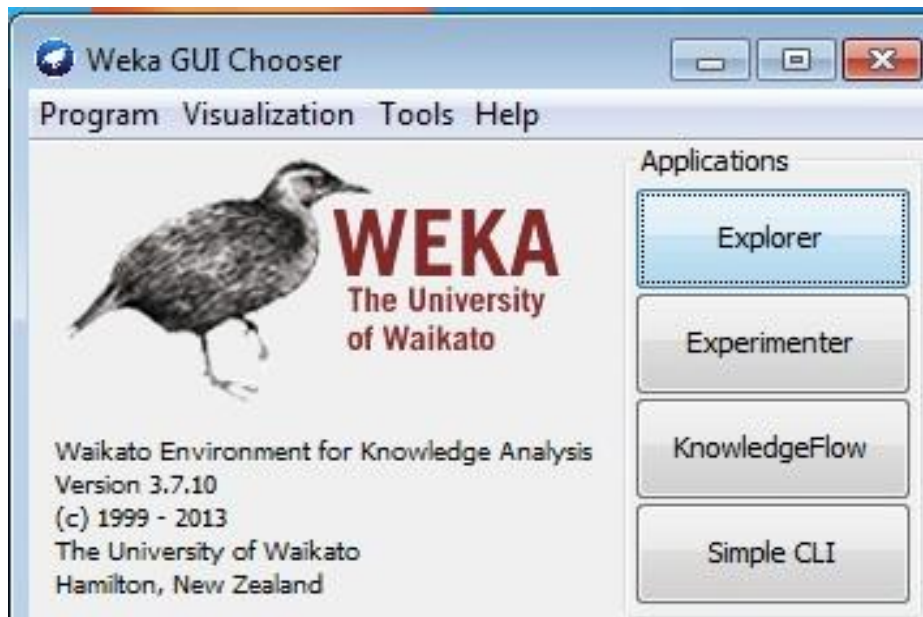 Weka GUI Chooser
Program Visualization Tools Help
WEKA
The University
of Waikato
Waikato Environment for Knowledge Analysis
Version 3.7.10
(c) 1999 - 2013
The University of Waikato
Hamilton, New Zealand
Applications
Explorer
Experimenter
KnowledgeFlow
Simple CLI